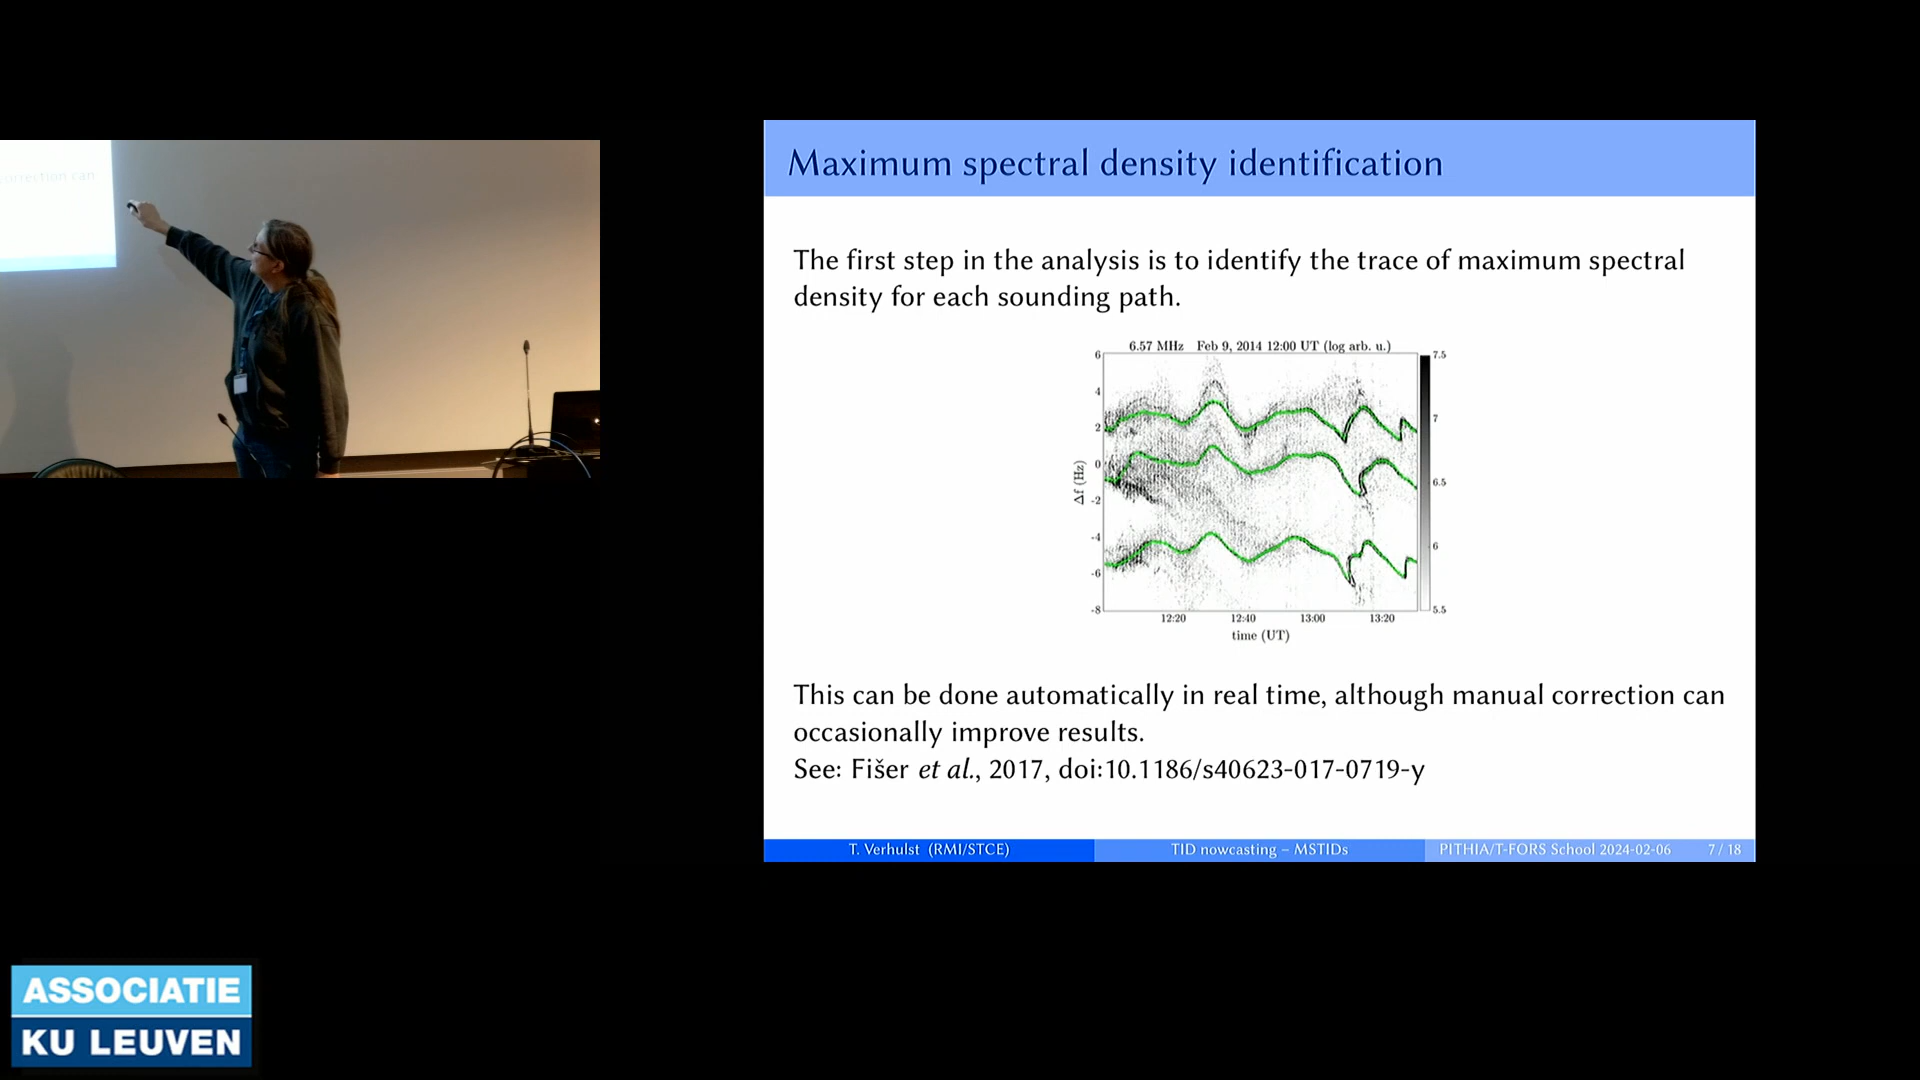 correction can
Maximum spectral density identification
The first step in the analysis is to identify the trace of maximum spectral
density for each sounding path.
6.57 MHz Feb 9, 2014 12:00 UT (log arb. u.)
6
4
2
0
-2
-4
-6
-8
Δf (Hz)
7.5
7
6.5
6
5.5
12:20 12:40 13:00 13:20
time (UT)
This can be done automatically in real time, although manual correction can
occasionally improve results.
See: Fišer et al., 2017, doi:10.1186/s40623-017-0719-y
T. Verhulst (RMI/STCE) TID nowcasting – MSTIDs PITHIA/T-FORS School 2024-02-06 7 / 18
ASSOCIATIE
KU LEUVEN